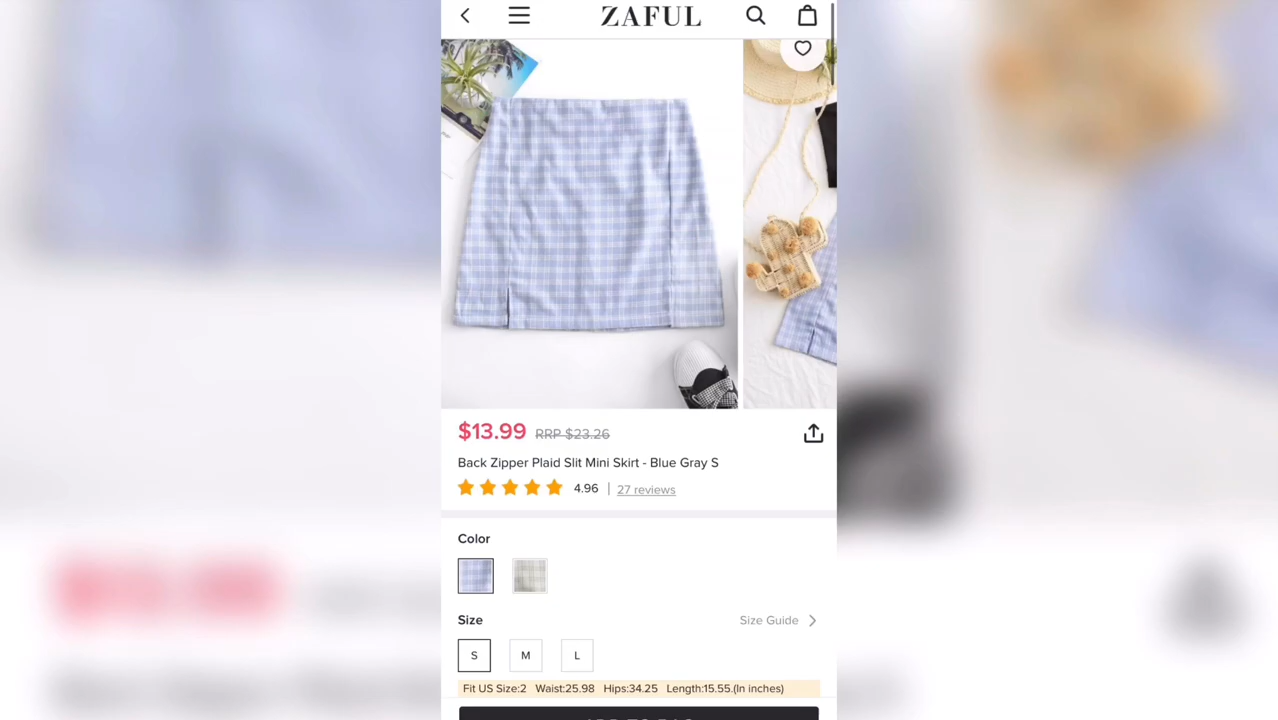 ZAFUL
$13.99 RRP $23.26
Back Zipper Plaid Slit Mini Skirt - Blue Gray S
4.96 | 27 reviews
Color
Size
Size Guide
S M L
Fit US Size:2 Waist:25.98 Hips:34.25 Length:15.55.(In inches)